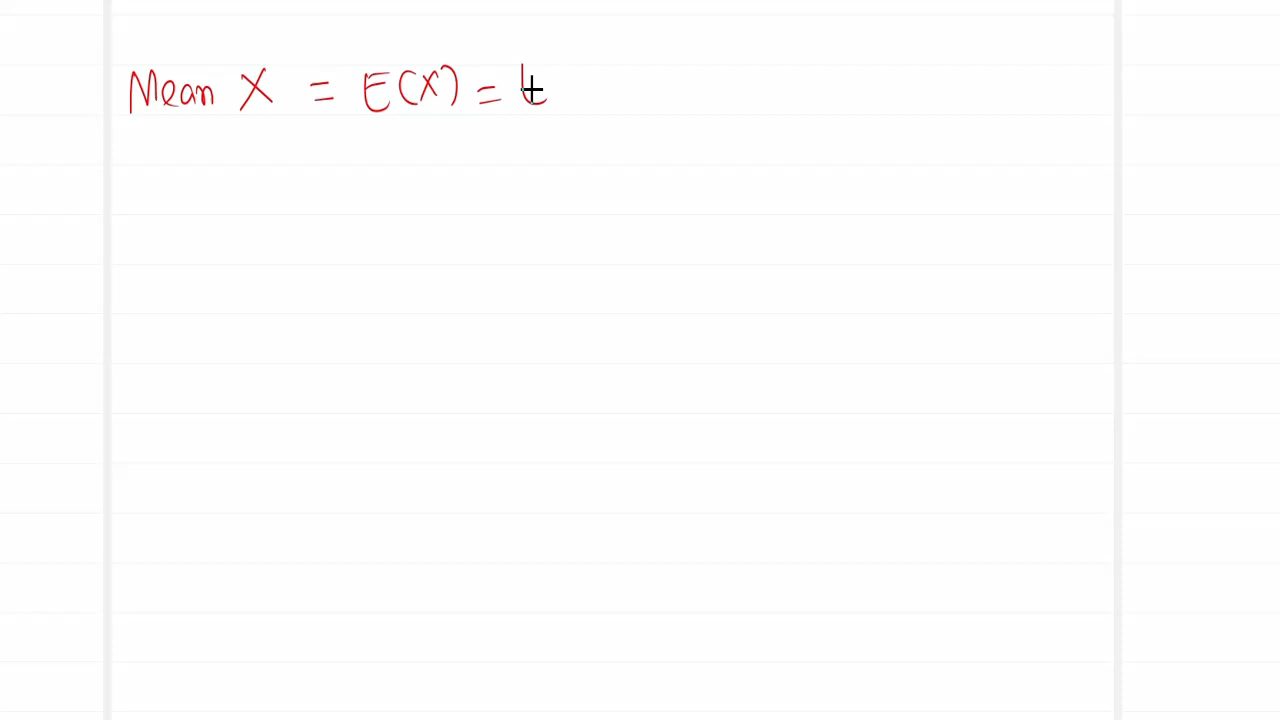 Mean X = E(X) =